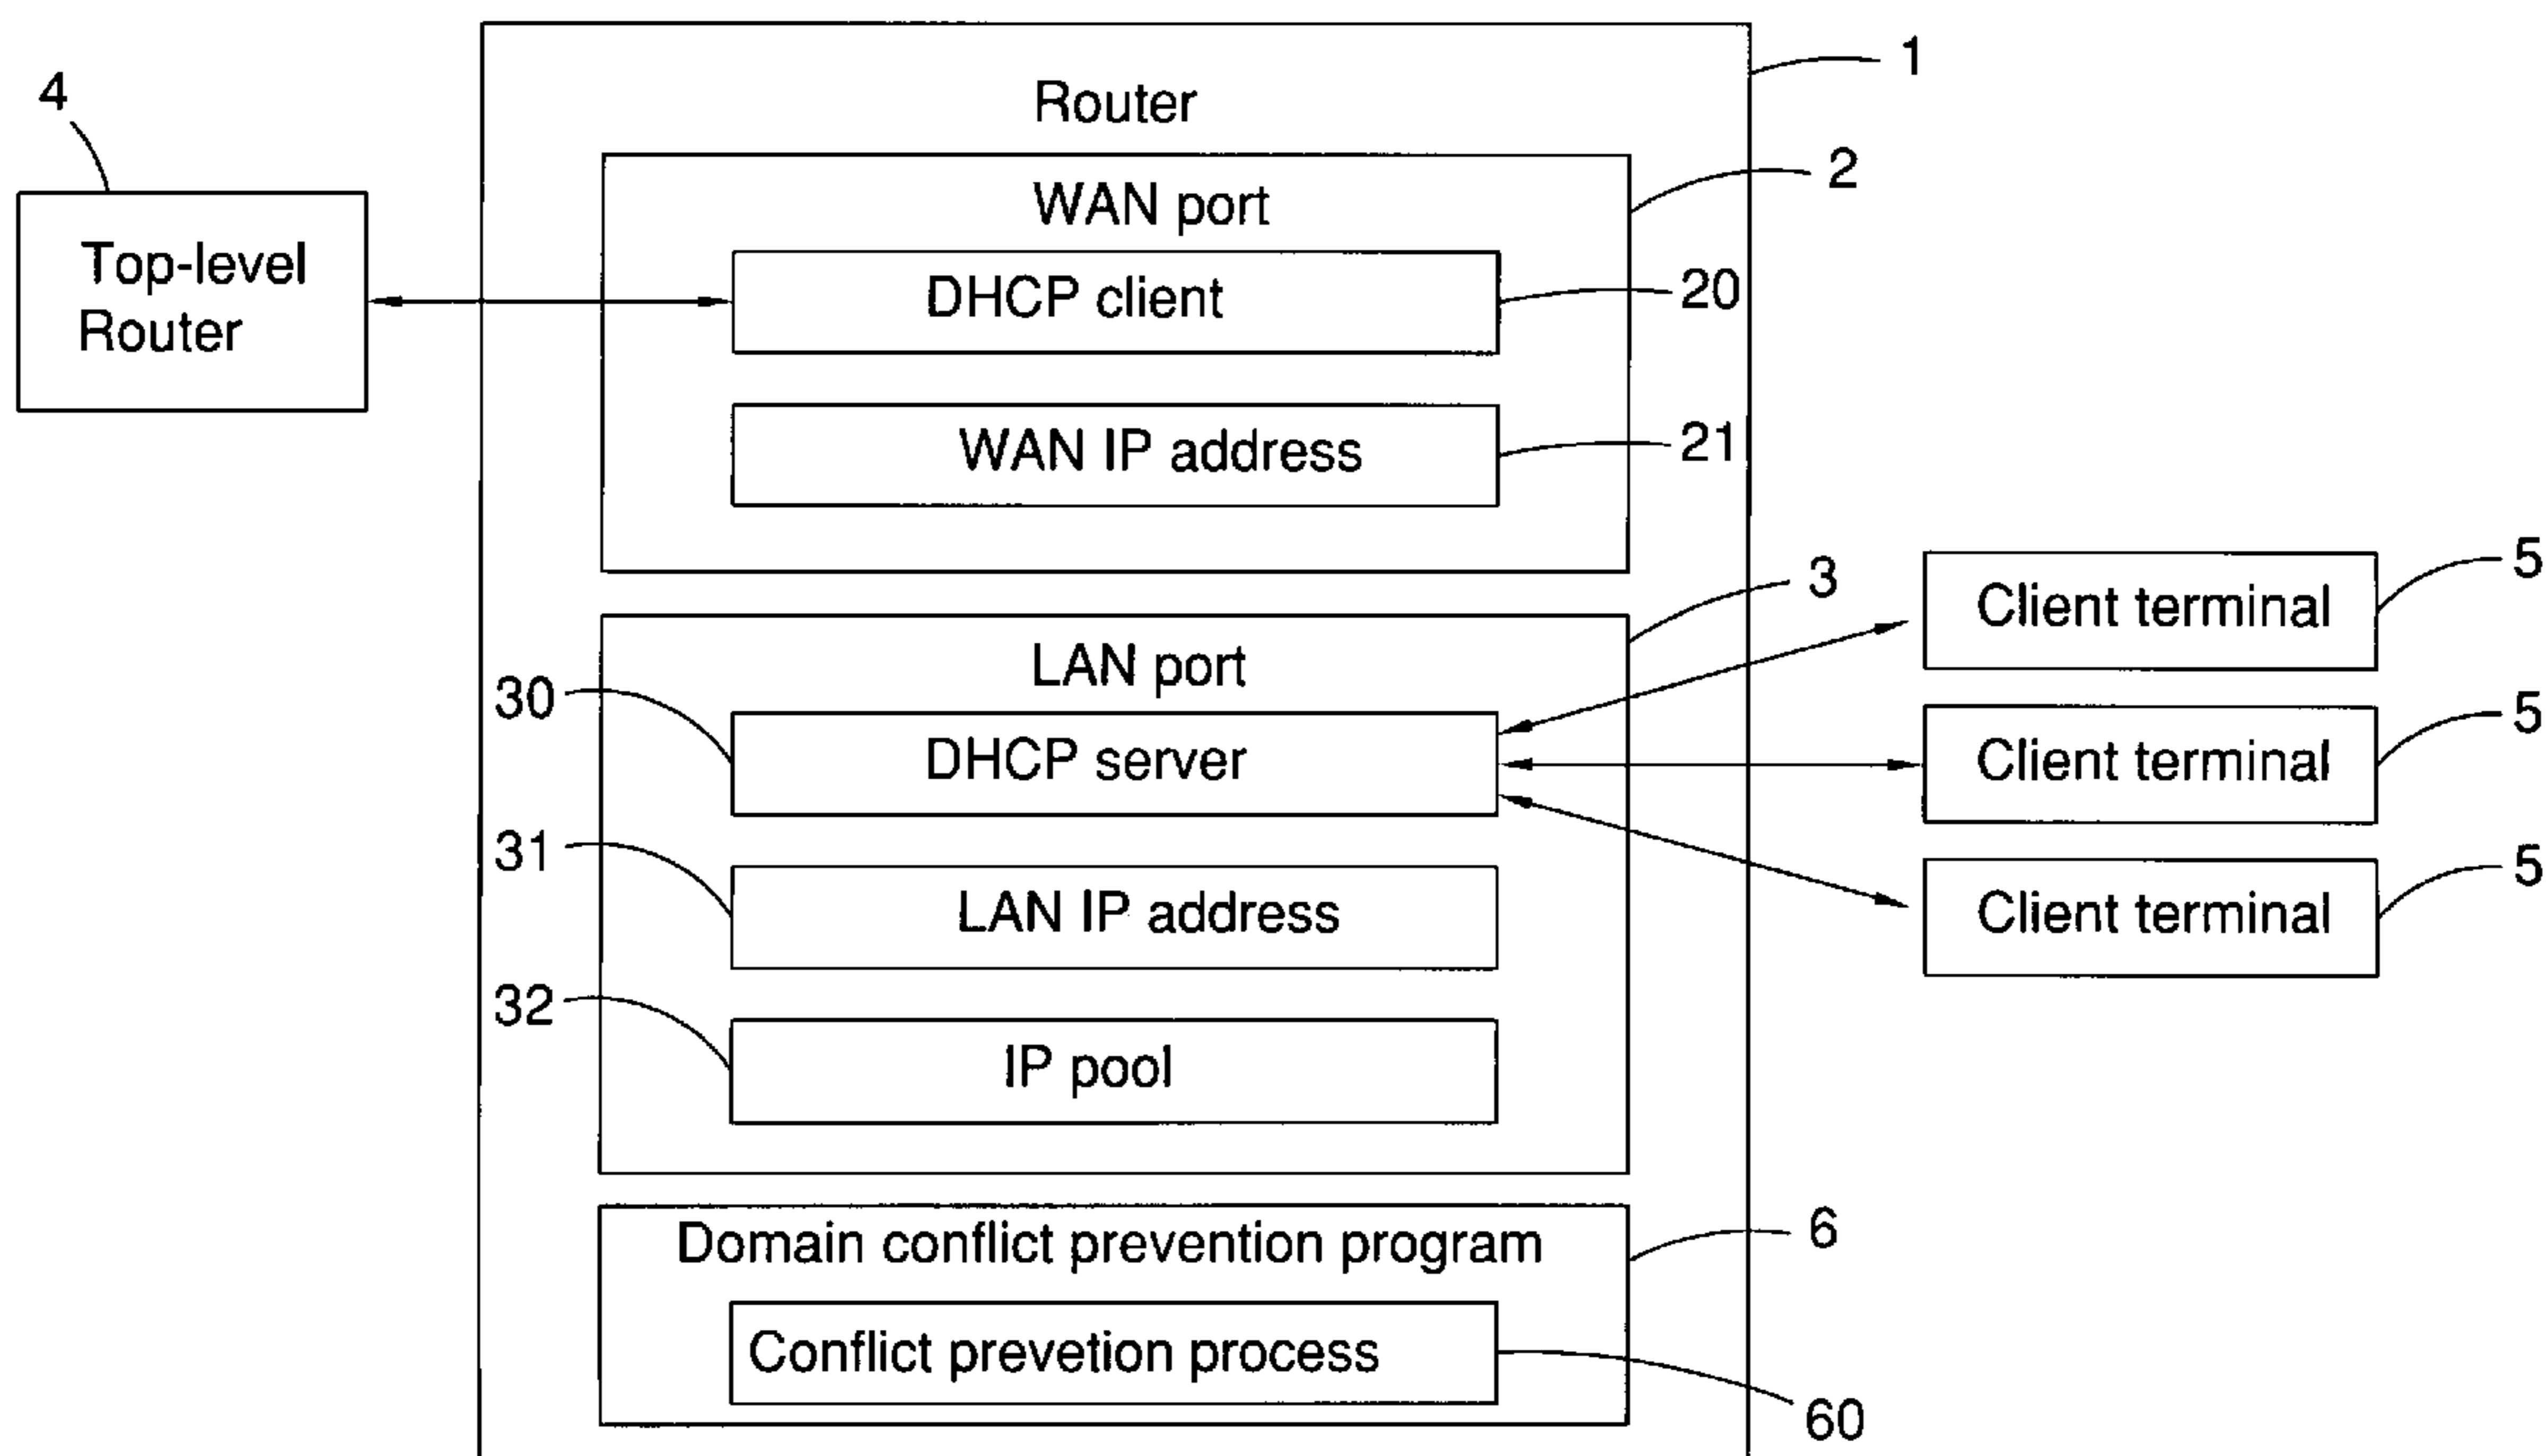 1
Router
4
2
WAN port
Top-level
Router
DHCP client
20
WAN IP address
21
3
Client terminal
5
LAN port
30
DHCP server
Client terminal
5
31
LAN IP address
Client terminal
5
32
IP pool
Domain conflict prevention program
6
Conflict prevetion process
60